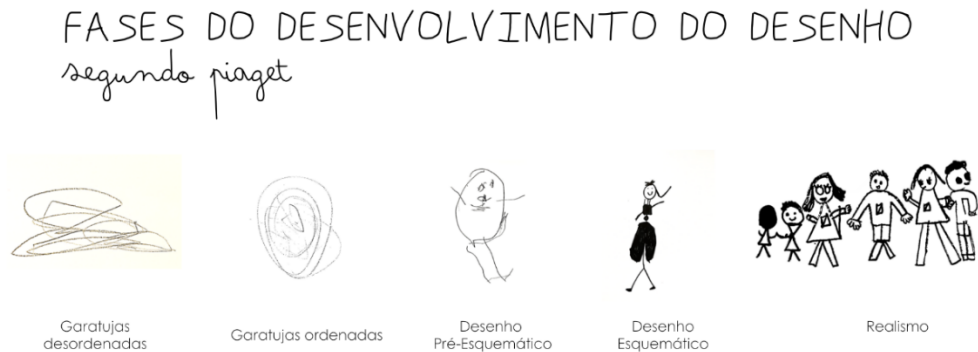 FASES DO DESENVOLVIMENTO DO DESENHO
segundo piaget
Garatujas
desordenadas
Garatujas ordenadas
Desenho
Pré-Esquemático
Desenho
Esquemático
Realismo